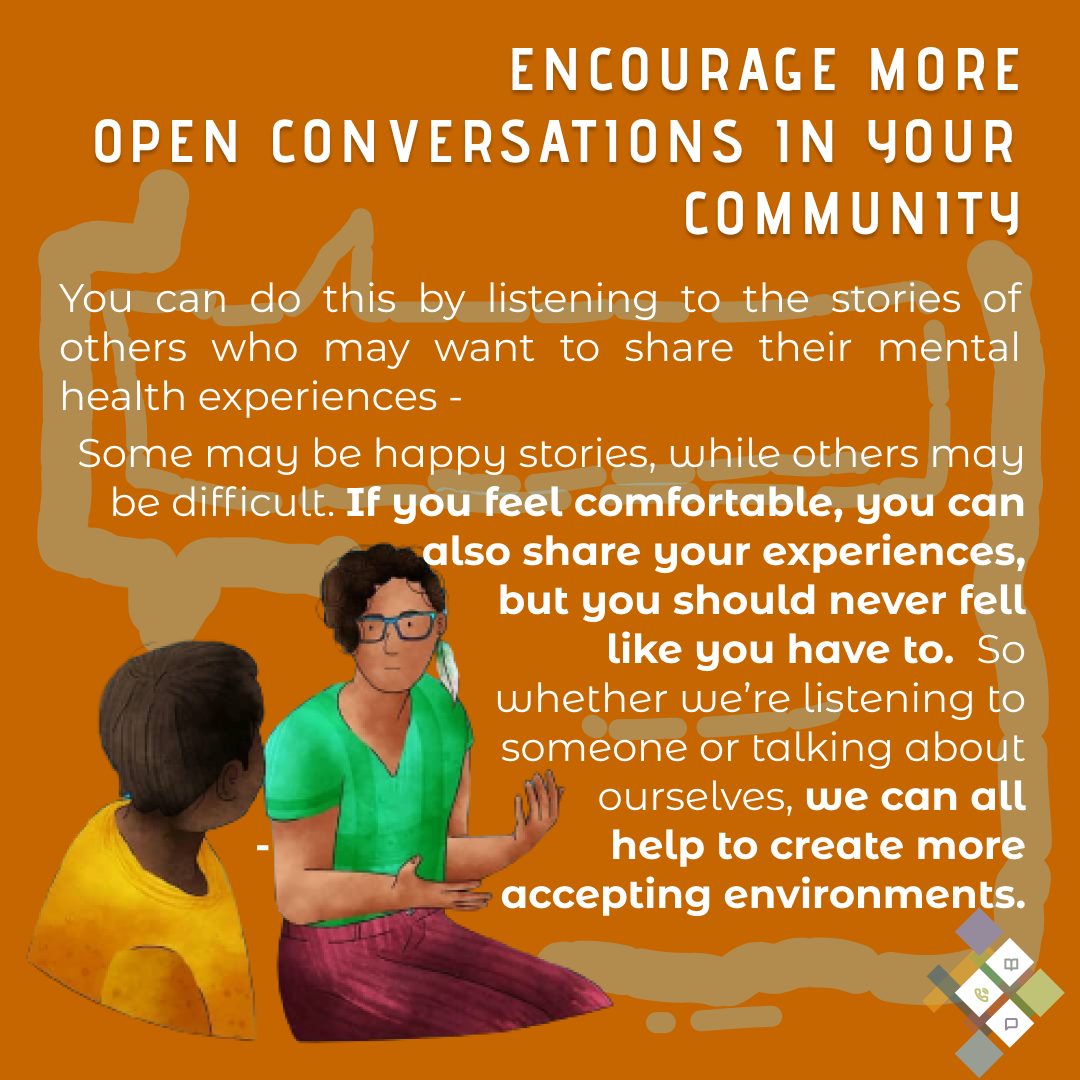 ENCOURAGE MORE
OPEN CONVERSATIONS IN YOUR
COMMUNITY
You can do this by listening to the stories of
others who may want to share their mental
health experiences -
Some may be happy stories, while others may
be difficult. If you feel comfortable, you can
also share your experiences,
but you should never fell
like you have to. So
whether we're listening to
someone or talking about
ourselves, we can all
-
help to create more
accepting environments.